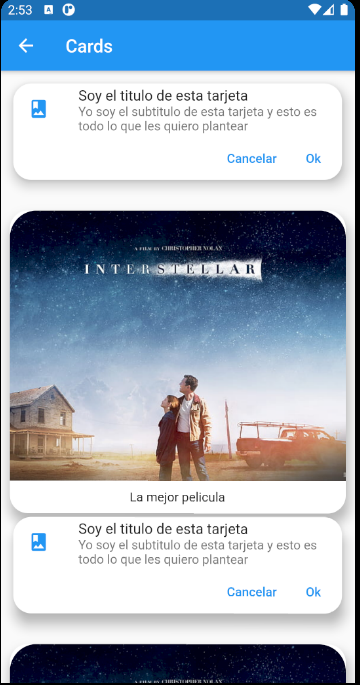 2:53
Cards
Soy el titulo de esta tarjeta
Yo soy el subtitulo de esta tarjeta y esto es
todo lo que les quiero plantear
Cancelar Ok
A FILM BY CHRISTOPHER NOLAN
INTERSTELLAR
La mejor pelicula
Soy el titulo de esta tarjeta
Yo soy el subtitulo de esta tarjeta y esto es
todo lo que les quiero plantear
Cancelar Ok